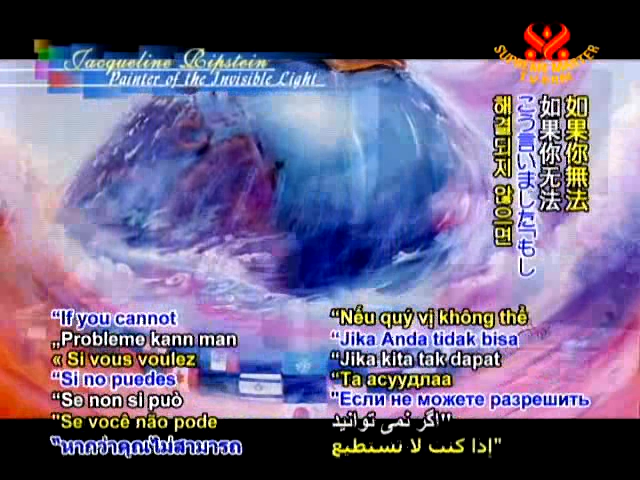 Jacqueline Ripstein
Painter of the Invisible Light
SUPREME MASTER
TELEVISION
如果你無法
如果你无法
こう言いました「もし
해결되지 않으면
“If you cannot
„Probleme kann man
« Si vous voulez
“Si no puedes
“Se non si può
"Se você não pode
"หากว่าคุณไม่สามารถ
“Nếu quý vị không thể
“Jika Anda tidak bisa
“Jika kita tak dapat
“Та асуудлаа
"Если не можете разрешить
"اگر نمی توانید
"إذا كنت لا تستطيع